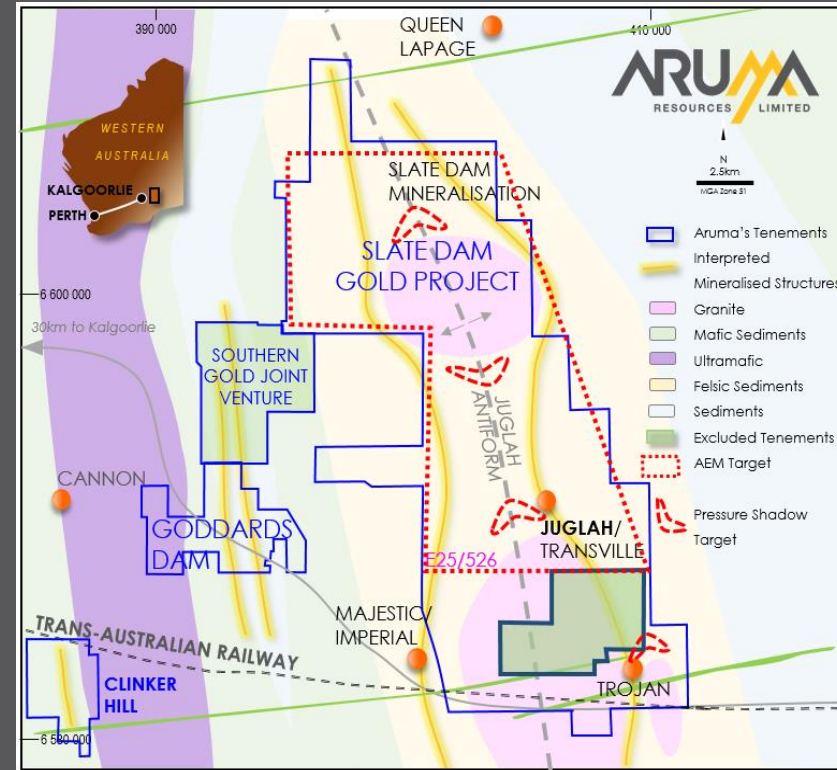 390 000
QUEEN
LAPAGE
410 000
ARUMA
RESOURCES LIMITED
WESTERN
AUSTRALIA
KALGOORLIE
PERTH
N
2.5km
MGA Zone 51
SLATE DAM
MINERALISATION
SLATE DAM
GOLD PROJECT
Aruma's Tenements
Interpreted
Mineralised Structures
Granite
Mafic Sediments
Ultramafic
Felsic Sediments
Sediments
Excluded Tenements
AEM Target
Pressure Shadow
Target
6 600 000
30km to Kalgoorlie
SOUTHERN
GOLD JOINT
VENTURE
JUGLAH
ANTIFORM
CANNON
GODDARDS
DAM
JUGLAH/
TRANSVILLE
E25/526
MAJESTIC/
IMPERIAL
TRANS-AUSTRALIAN RAILWAY
CLINKER
HILL
TROJAN
6 580 000